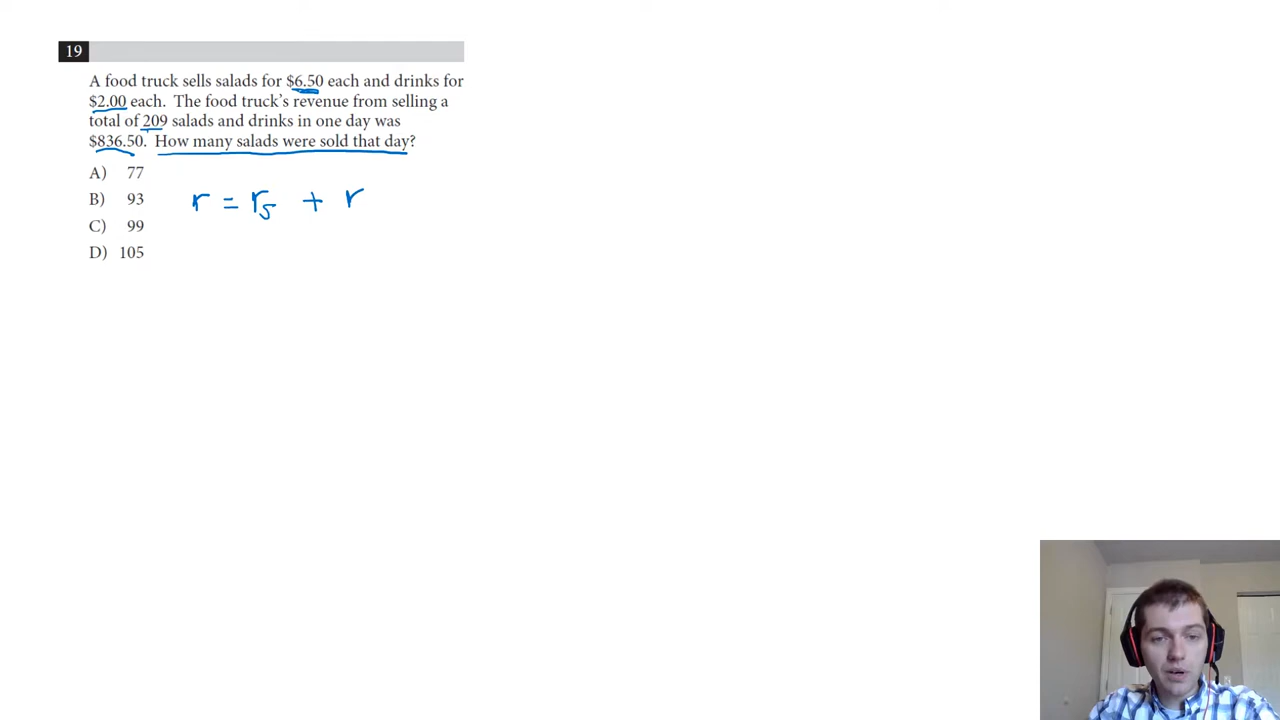 19
A food truck sells salads for $6.50 each and drinks for
$2.00 each. The food truck's revenue from selling a
total of 209 salads and drinks in one day was
$836.50. How many salads were sold that day?
A) 77
B) 93
C) 99
D) 105
r = rs + r